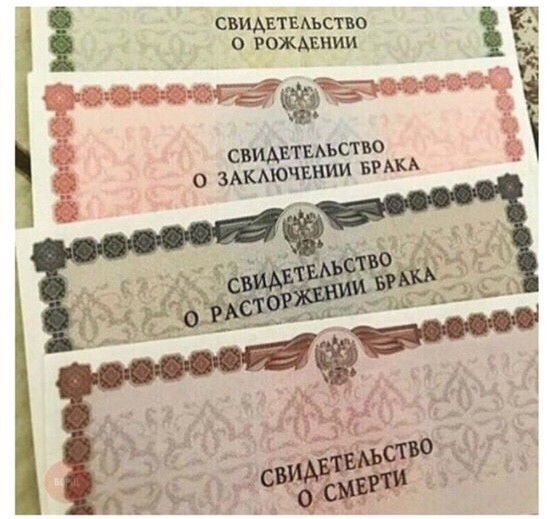 СВИДЕТЕЛЬСТВО
О РОЖДЕНИИ
СВИДЕТЕЛЬСТВО
О ЗАКЛЮЧЕНИИ БРАКА
СВИДЕТЕЛЬСТВО
О РАСТОРЖЕНИИ БРАКА
СВИДЕТЕЛЬСТВО
О СМЕРТИ